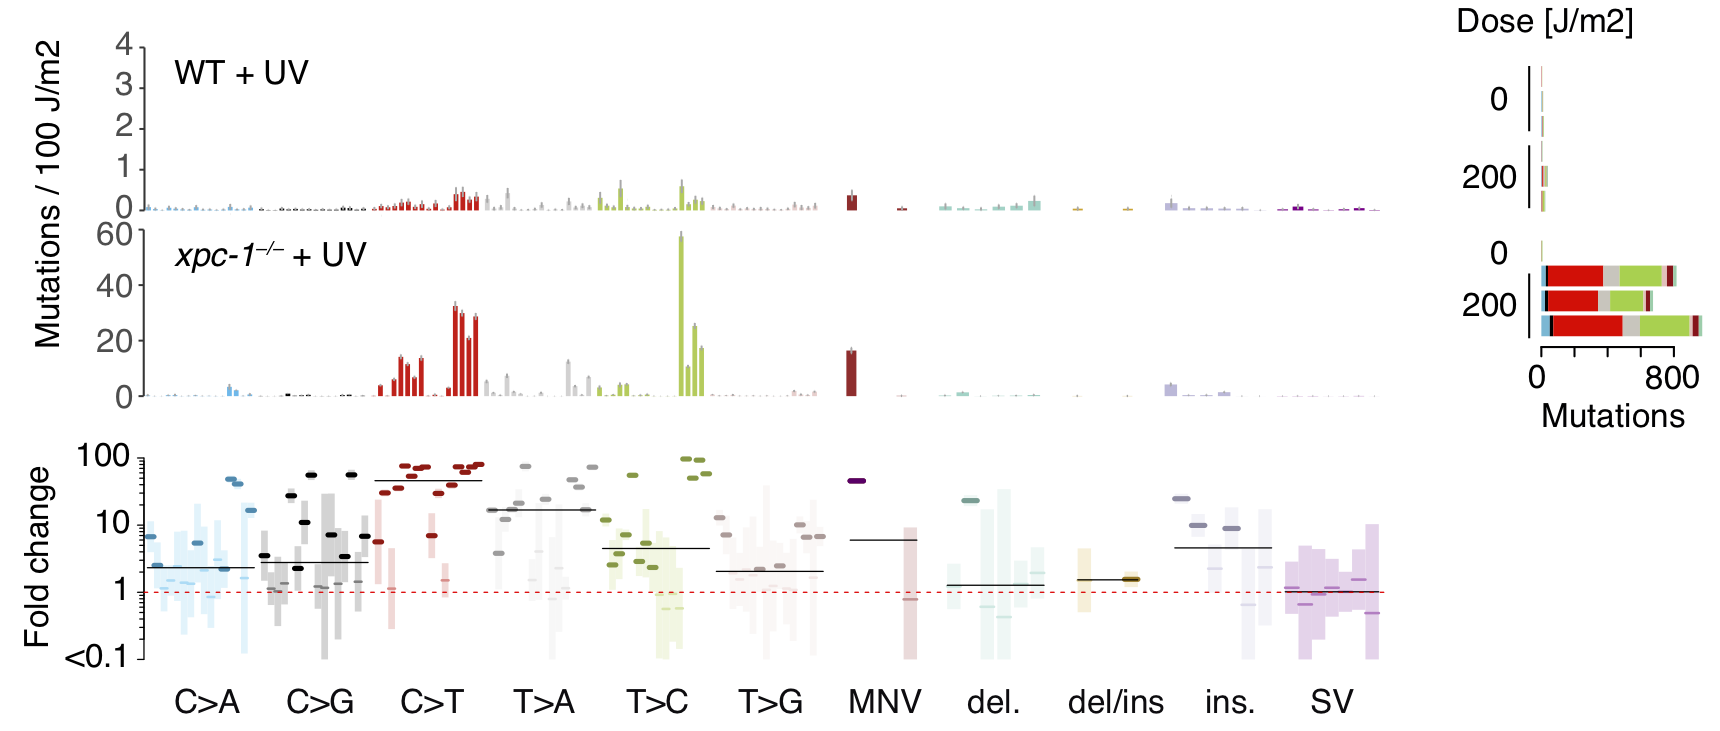 Dose [J/m2]
Mutations / 100 J/m2
4
3
2
1
0
WT + UV
60
40
20
0
xpc-1–/– + UV
0
200
0
200
0 800
Mutations
Fold change
100
10
1
<0.1
C>A C>G C>T T>A T>C T>G MNV del. del/ins ins. SV